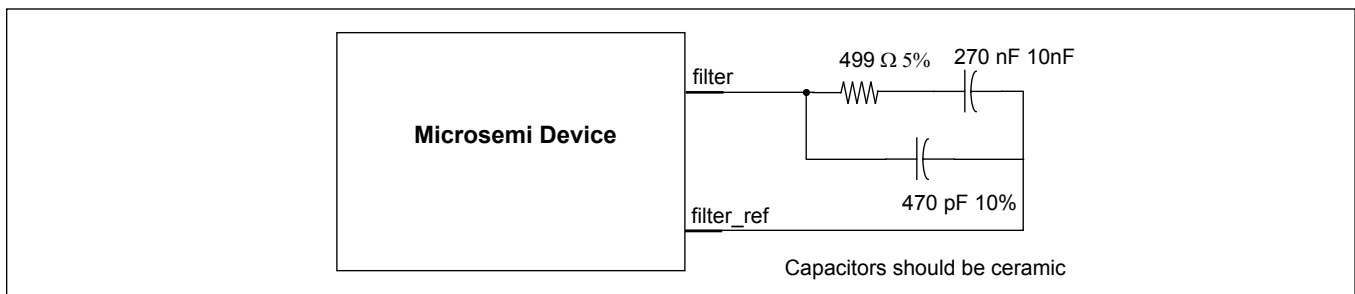 499 Ω 5% 270 nF 10nF
filter
Microsemi Device
470 pF 10%
filter_ref
Capacitors should be ceramic